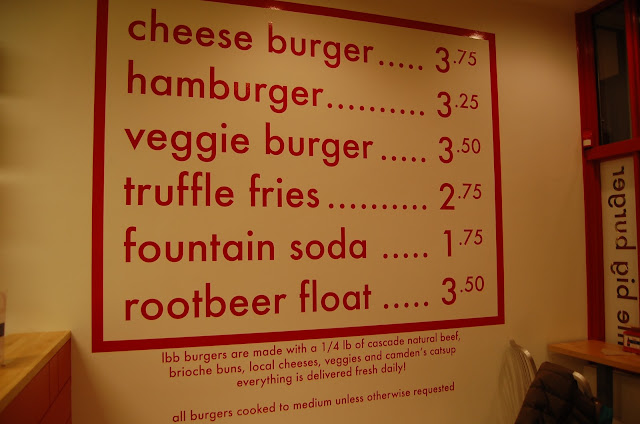 cheese burger..... 3.75
hamburger.......... 3.25
veggie burger ..... 3.50
truffle fries .......... 2.75
fountain soda ..... 1.75
rootbeer float ..... 3.50
lbb burgers are made with a 1/4 lb of cascade natural beef,
brioche buns, local cheeses, veggies and camden's catsup
everything is delivered fresh daily!
all burgers cooked to medium unless otherwise requested
big burger